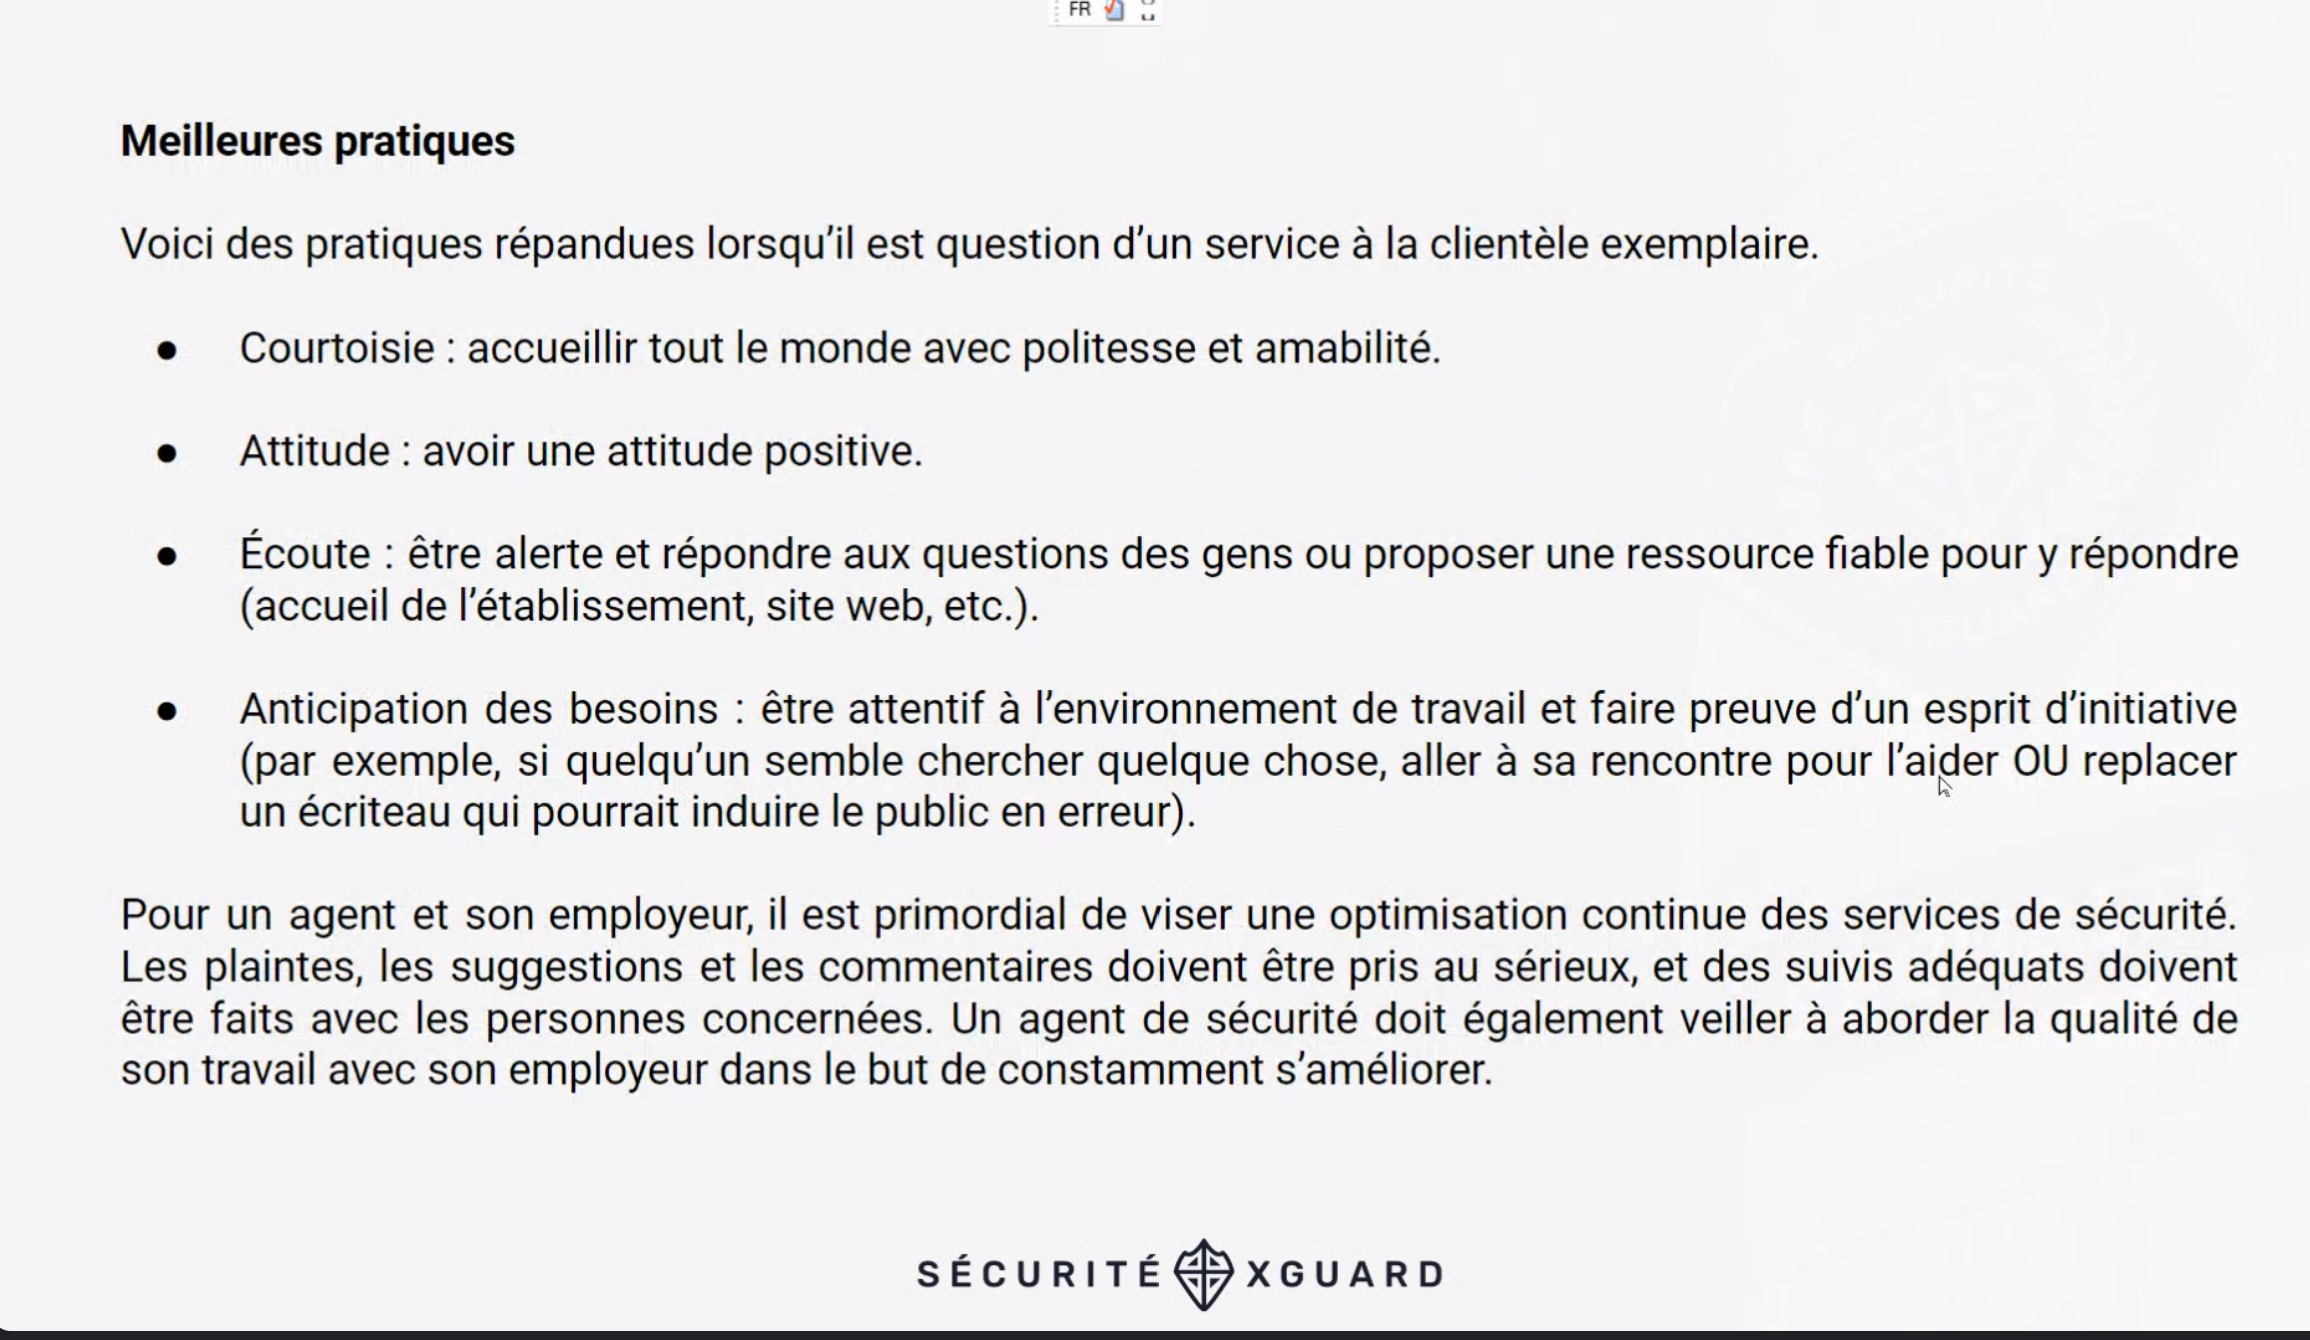 FR
Meilleures pratiques
Voici des pratiques répandues lorsqu’il est question d’un service à la clientèle exemplaire.
● Courtoisie : accueillir tout le monde avec politesse et amabilité.
● Attitude : avoir une attitude positive.
● Écoute : être alerte et répondre aux questions des gens ou proposer une ressource fiable pour y répondre
(accueil de l’établissement, site web, etc.).
● Anticipation des besoins : être attentif à l’environnement de travail et faire preuve d’un esprit d’initiative
(par exemple, si quelqu’un semble chercher quelque chose, aller à sa rencontre pour l’aider OU replacer
un écriteau qui pourrait induire le public en erreur).
Pour un agent et son employeur, il est primordial de viser une optimisation continue des services de sécurité.
Les plaintes, les suggestions et les commentaires doivent être pris au sérieux, et des suivis adéquats doivent
être faits avec les personnes concernées. Un agent de sécurité doit également veiller à aborder la qualité de
son travail avec son employeur dans le but de constamment s’améliorer.
SÉCURITÉ XGUARD